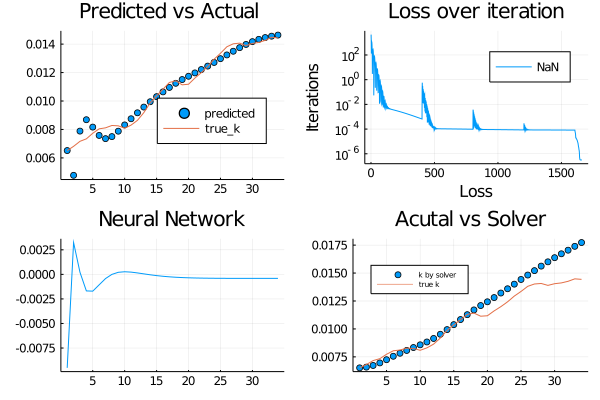 Predicted vs Actual
0.014
0.012
0.010
0.008
0.006
predicted
true_k
5 10 15 20 25 30
Loss over iteration
Iterations
10^2
10^0
10^-2
10^-4
10^-6
NaN
0 500 1000 1500
Loss
Neural Network
0.0025
0.0000
-0.0025
-0.0050
-0.0075
5 10 15 20 25 30
Acutal vs Solver
0.0175
0.0150
0.0125
0.0100
0.0075
k by solver
true k
5 10 15 20 25 30